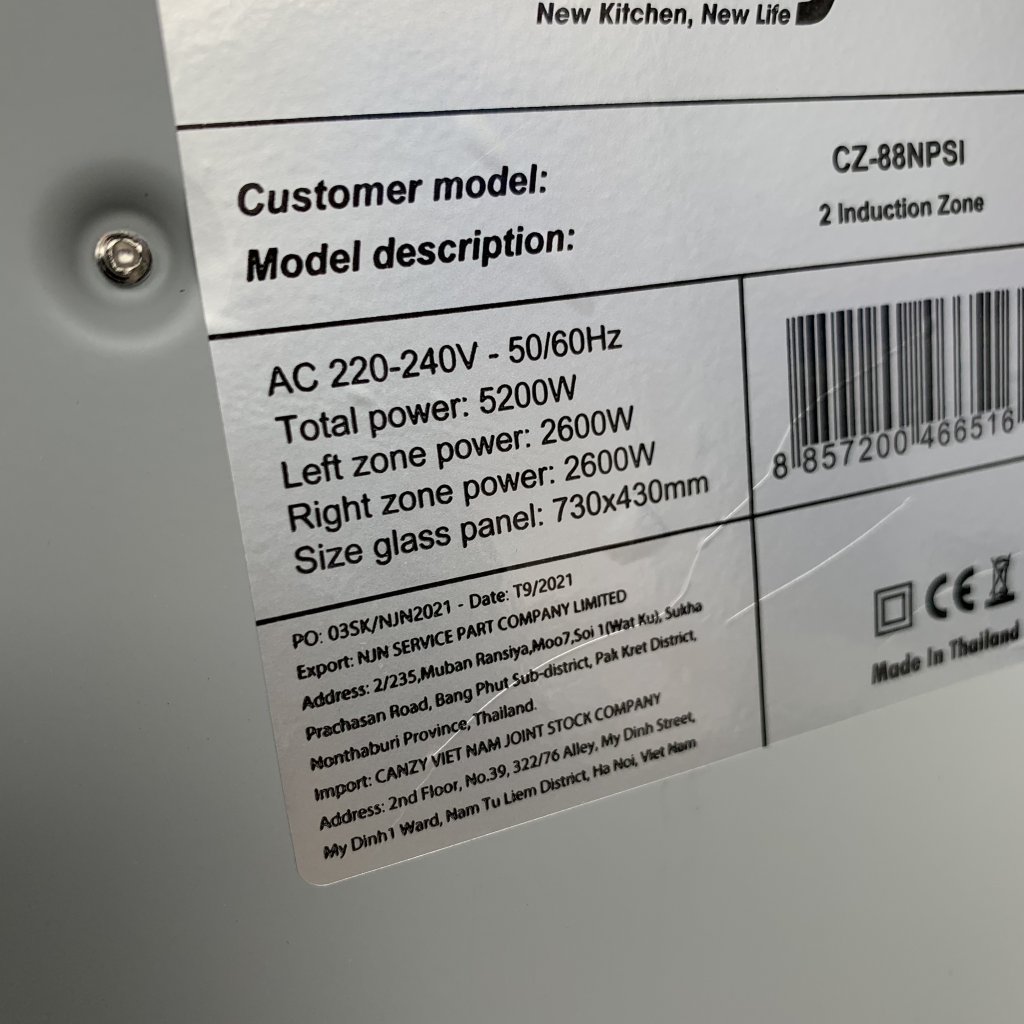 New Kitchen, New Life
Customer model:
CZ-88NPSI
Model description:
2 Induction Zone
AC 220-240V - 50/60Hz
Total power: 5200W
Left zone power: 2600W
Right zone power: 2600W
Size glass panel: 730x430mm
8 857200 466516
PO: 03SK/NJN2021 - Date: T9/2021
Export: NJN SERVICE PART COMPANY LIMITED
Address: 2/235,Muban Ransiya,Moo7,Soi 1(Wat Ku), Sukha
Prachasan Road, Bang Phut Sub-district, Pak Kret District,
Nonthaburi Province, Thailand.
Import: CANZY VIET NAM JOINT STOCK COMPANY
Address: 2nd Floor, No.39, 322/76 Alley, My Dinh Street,
My Dinh1 Ward, Nam Tu Liem District, Ha Noi, Viet Nam
CE
Made In Thailand